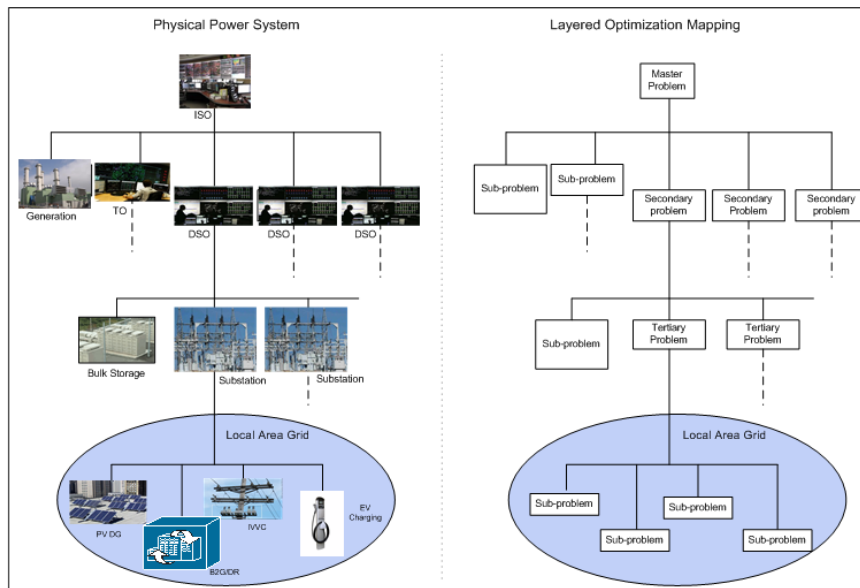 Physical Power System
Layered Optimization Mapping
ISO
Master
Problem
Generation
TO
DSO
DSO
DSO
Sub-problem
Sub-problem
Secondary
problem
Secondary
Problem
Secondary
problem
Bulk Storage
Substation
Substation
Sub-problem
Tertiary
Problem
Tertiary
Problem
Local Area Grid
PV DG
B2G/DR
IVVC
EV
Charging
Local Area Grid
Sub-problem
Sub-problem
Sub-problem
Sub-problem